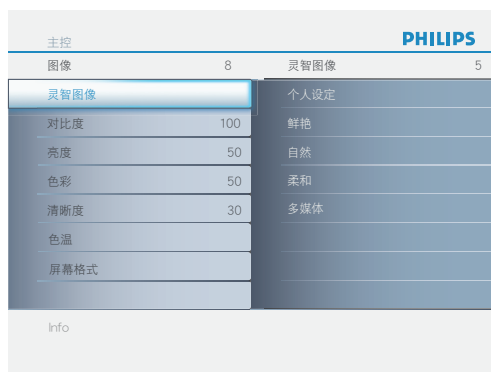 主控 PHILIPS
图像 8 灵智图像 5
灵智图像 个人设定
对比度 100 鲜艳
亮度 50 自然
色彩 50 柔和
清晰度 30 多媒体
色温
屏幕格式
Info